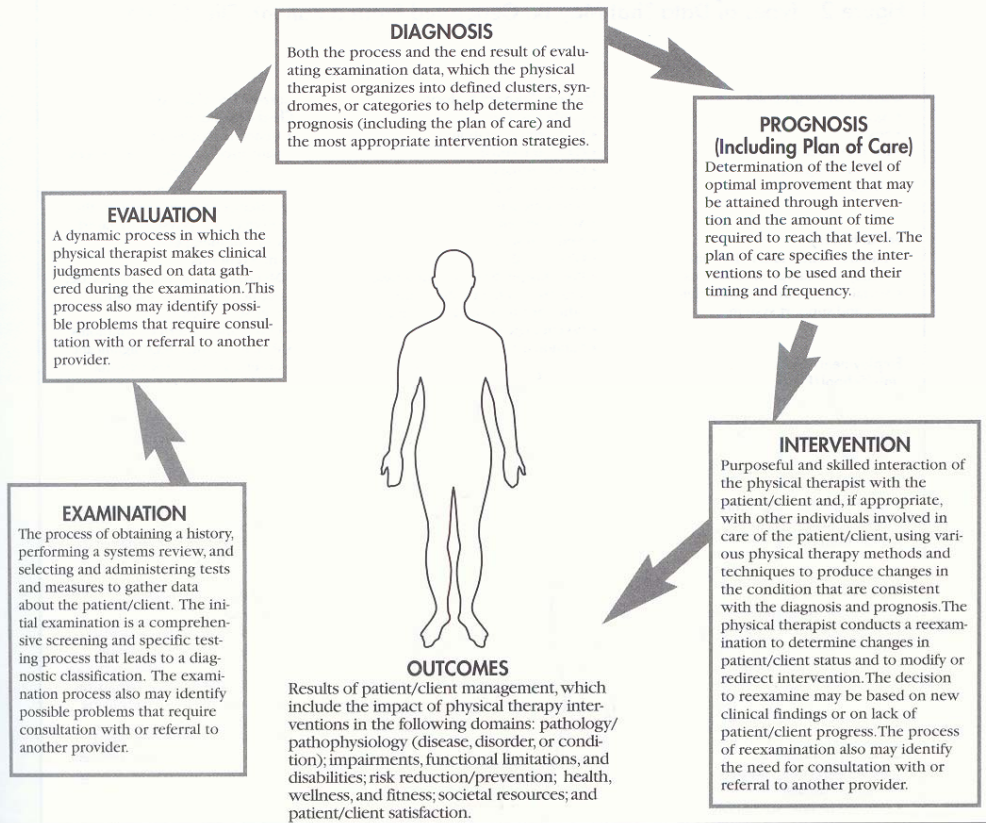 DIAGNOSIS
Both the process and the end result of evalu-
ating examination data, which the physical
therapist organizes into defined clusters, syn-
dromes, or categories to help determine the
prognosis (including the plan of care) and
the most appropriate intervention strategies.
PROGNOSIS
(Including Plan of Care)
Determination of the level of
optimal improvement that may
be attained through interven-
tion and the amount of time
required to reach that level. The
plan of care specifies the inter-
ventions to be used and their
timing and frequency.
EVALUATION
A dynamic process in which the
physical therapist makes clinical
judgments based on data gath-
ered during the examination. This
process also may identify possi-
ble problems that require consul-
tation with or referral to another
provider.
INTERVENTION
Purposeful and skilled interaction of
the physical therapist with the
patient/client and, if appropriate,
with other individuals involved in
care of the patient/client, using vari-
ous physical therapy methods and
techniques to produce changes in
the condition that are consistent
with the diagnosis and prognosis. The
physical therapist conducts a reexam-
ination to determine changes in
patient/client status and to modify or
redirect intervention. The decision
to reexamine may be based on new
clinical findings or on lack of
patient/client progress. The process
of reexamination also may identify
the need for consultation with or
referral to another provider.
EXAMINATION
The process of obtaining a history,
performing a systems review, and
selecting and administering tests
and measures to gather data
about the patient/client. The ini-
tial examination is a comprehen-
sive screening and specific test-
ing process that leads to a diag-
nostic classification. The exami-
nation process also may identify
possible problems that require
consultation with or referral to
another provider.
OUTCOMES
Results of patient/client management, which
include the impact of physical therapy inter-
ventions in the following domains: pathology/
pathophysiology (disease, disorder, or condi-
tion); impairments, functional limitations, and
disabilities; risk reduction/prevention; health,
wellness, and fitness; societal resources; and
patient/client satisfaction.